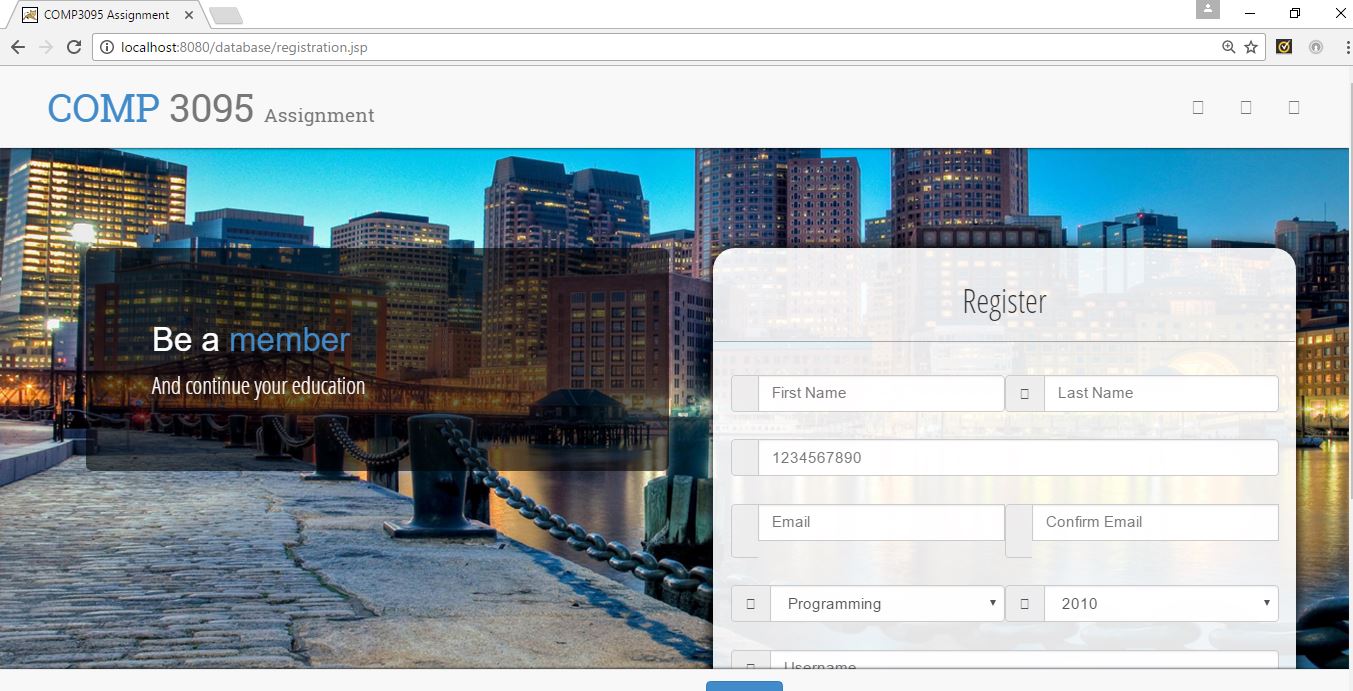 COMP3095 Assignment
localhost:8080/database/registration.jsp
COMP 3095 Assignment
Register
Be a member
And continue your education
First Name Last Name
1234567890
Email Confirm Email
Programming 2010
Username